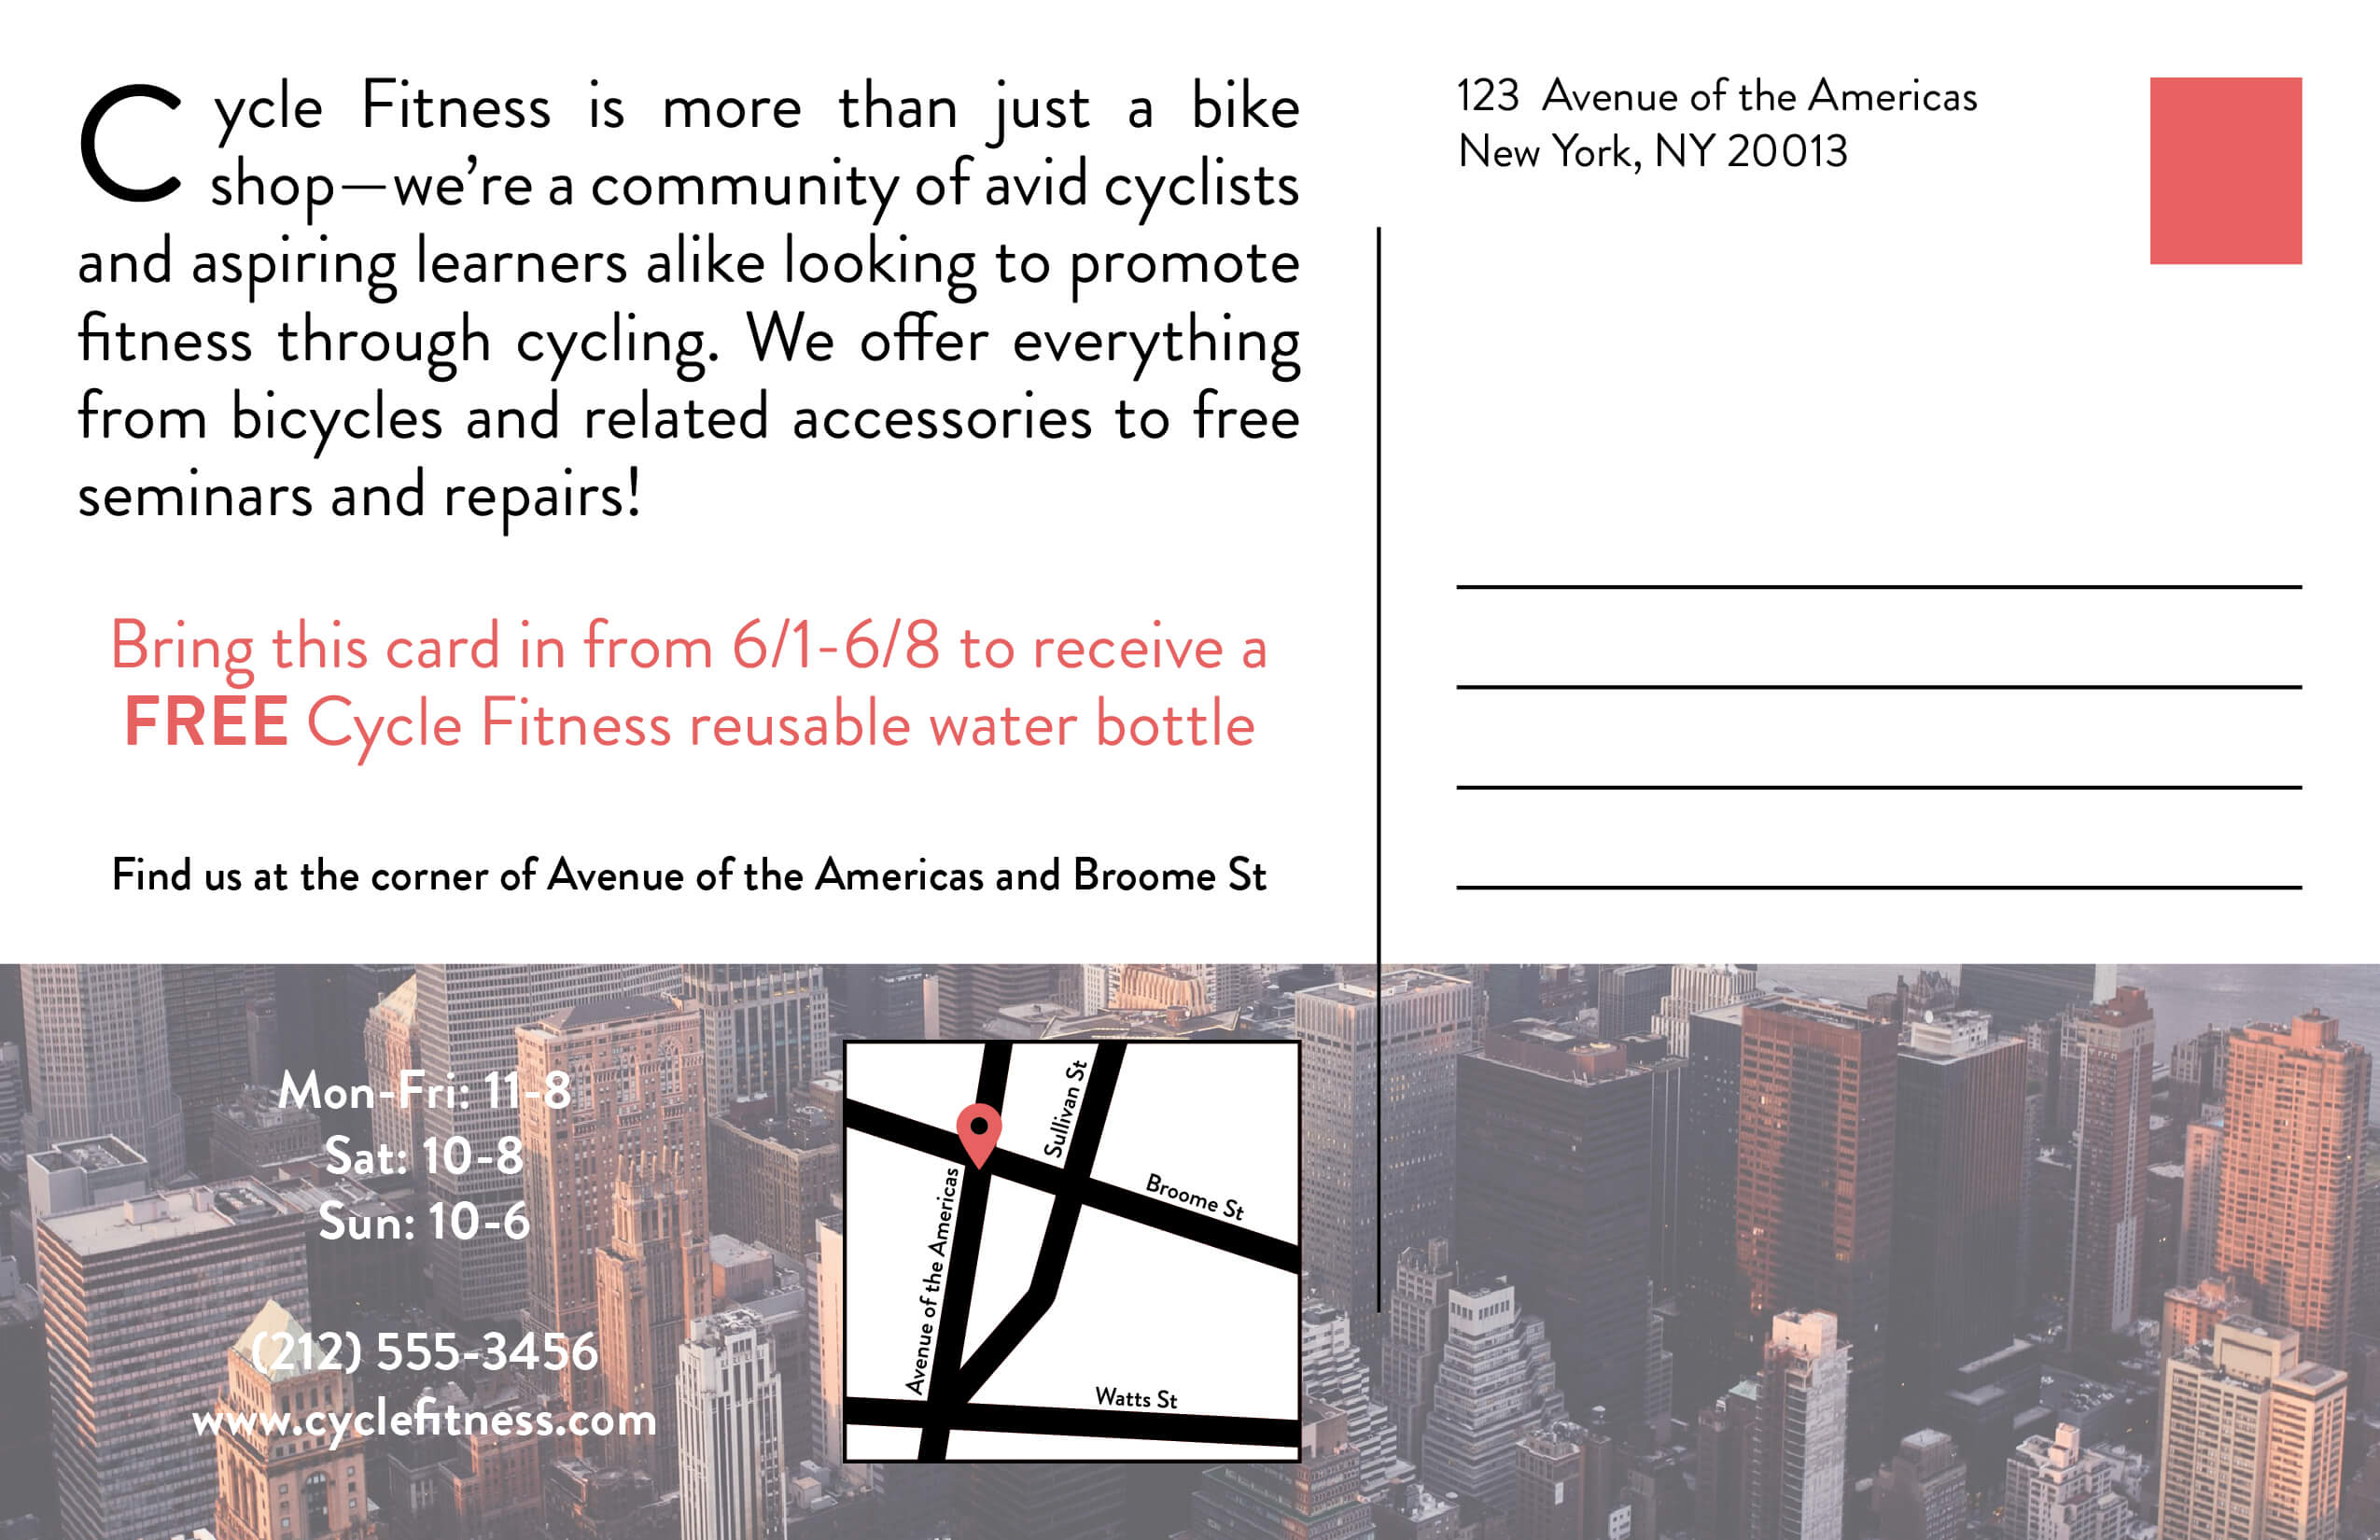 Cycle Fitness is more than just a bike
shop—we’re a community of avid cyclists
and aspiring learners alike looking to promote
fitness through cycling. We offer everything
from bicycles and related accessories to free
seminars and repairs!
Bring this card in from 6/1-6/8 to receive a
FREE Cycle Fitness reusable water bottle
Find us at the corner of Avenue of the Americas and Broome St
Mon-Fri: 11-8
Sat: 10-8
Sun: 10-6
(212) 555-3456
www.cyclefitness.com
Sullivan St
Broome St
Avenue of the Americas
Watts St
123 Avenue of the Americas
New York, NY 20013